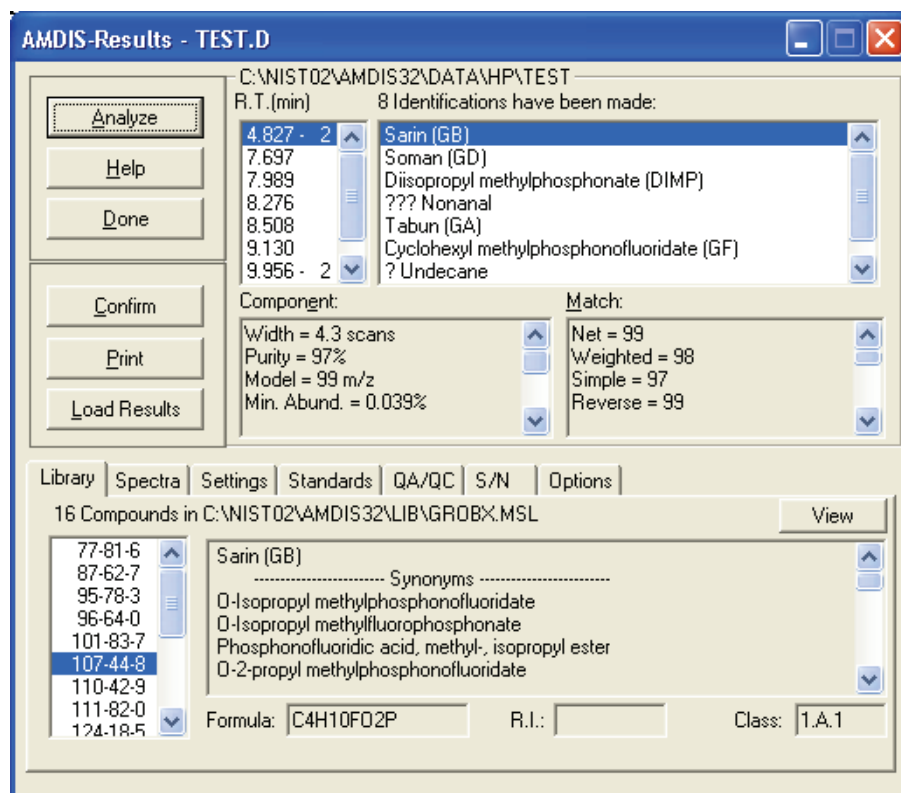 AMDIS-Results - TEST.D
C:\NIST02\AMDIS32\DATA\HP\TEST
Analyze
Help
Done
R.T.(min)
8 Identifications have been made:
4.827 - 2 Sarin (GB)
7.697 Soman (GD)
7.989 Diisopropyl methylphosphonate (DIMP)
8.276 ??? Nonanal
8.508 Tabun (GA)
9.130 Cyclohexyl methylphosphonofluoridate (GF)
9.956 - 2 ? Undecane
Confirm
Print
Load Results
Component:
Width = 4.3 scans
Purity = 97%
Model = 99 m/z
Min. Abund. = 0.039%
Match:
Net = 99
Weighted = 98
Simple = 97
Reverse = 99
Library Spectra Settings Standards QA/QC S/N Options
16 Compounds in C:\NIST02\AMDIS32\LIB\GROBX.MSL
View
77-81-6
87-62-7
95-78-3
96-64-0
101-83-7
107-44-8
110-42-9
111-82-0
124-18-5
Sarin (GB)
------------------------- Synonyms -------------------------
O-Isopropyl methylphosphonofluoridate
O-Isopropyl methylfluorophosphonate
Phosphonofluoridic acid, methyl-, isopropyl ester
O-2-propyl methylphosphonofluoridate
Formula: C4H10FO2P R.I.: Class: 1.A.1